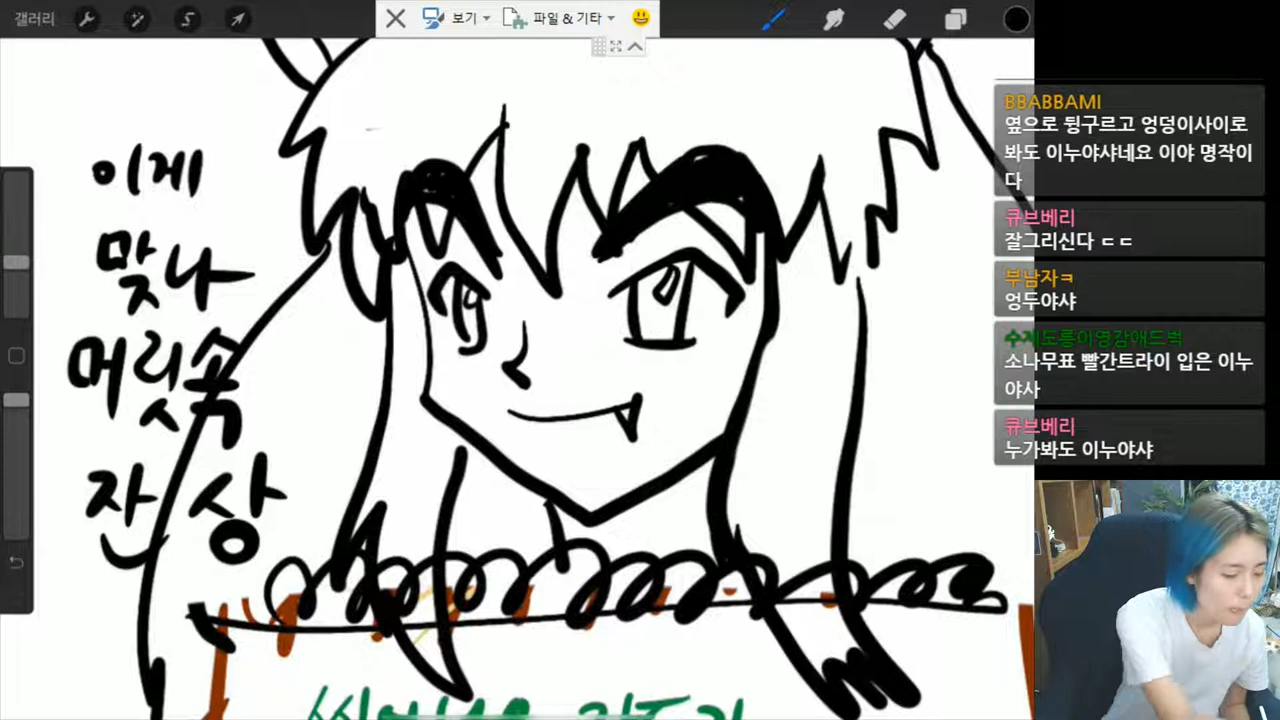 갤러리
보기
파일 & 기타
이게
맞나
머릿속
잔상
BBABBAMI
옆으로 뒹구르고 엉덩이사이로
봐도 이누야샤네요 이야 명작이
다
큐브베리
잘그리신다 ㄷㄷ
부남자ㅋ
엉두야샤
소나무표 빨간트라이 입은 이누
야사
큐브베리
누가봐도 이누야샤